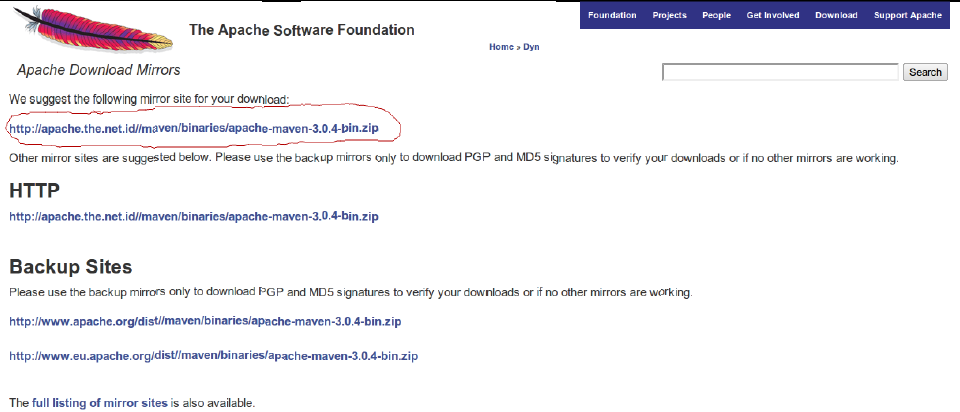 The Apache Software Foundation
Foundation Projects People Get Involved Download Support Apache
Home » Dyn
Apache Download Mirrors
Search
We suggest the following mirror site for your download:
http://apache.the.net.id//maven/binaries/apache-maven-3.0.4-bin.zip
Other mirror sites are suggested below. Please use the backup mirrors only to download PGP and MD5 signatures to verify your downloads or if no other mirrors are working.
HTTP
http://apache.the.net.id//maven/binaries/apache-maven-3.0.4-bin.zip
Backup Sites
Please use the backup mirrors only to download PGP and MD5 signatures to verify your downloads or if no other mirrors are working.
http://www.apache.org/dist//maven/binaries/apache-maven-3.0.4-bin.zip
http://www.eu.apache.org/dist//maven/binaries/apache-maven-3.0.4-bin.zip
The full listing of mirror sites is also available.